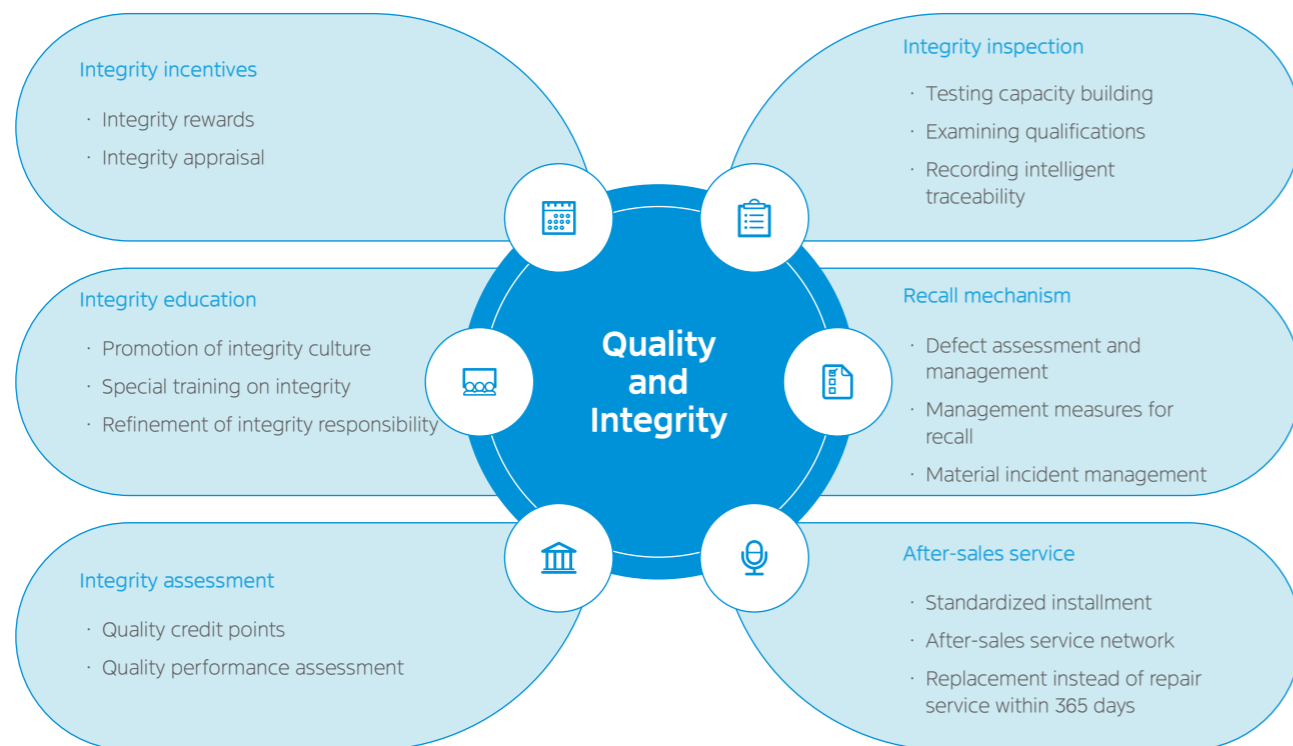 Integrity incentives
· Integrity rewards
· Integrity appraisal
Integrity education
· Promotion of integrity culture
· Special training on integrity
· Refinement of integrity responsibility
Integrity assessment
· Quality credit points
· Quality performance assessment
Quality
and
Integrity
Integrity inspection
· Testing capacity building
· Examining qualifications
· Recording intelligent
traceability
Recall mechanism
· Defect assessment and
management
· Management measures for
recall
· Material incident management
After-sales service
· Standardized installment
· After-sales service network
· Replacement instead of repair
service within 365 days